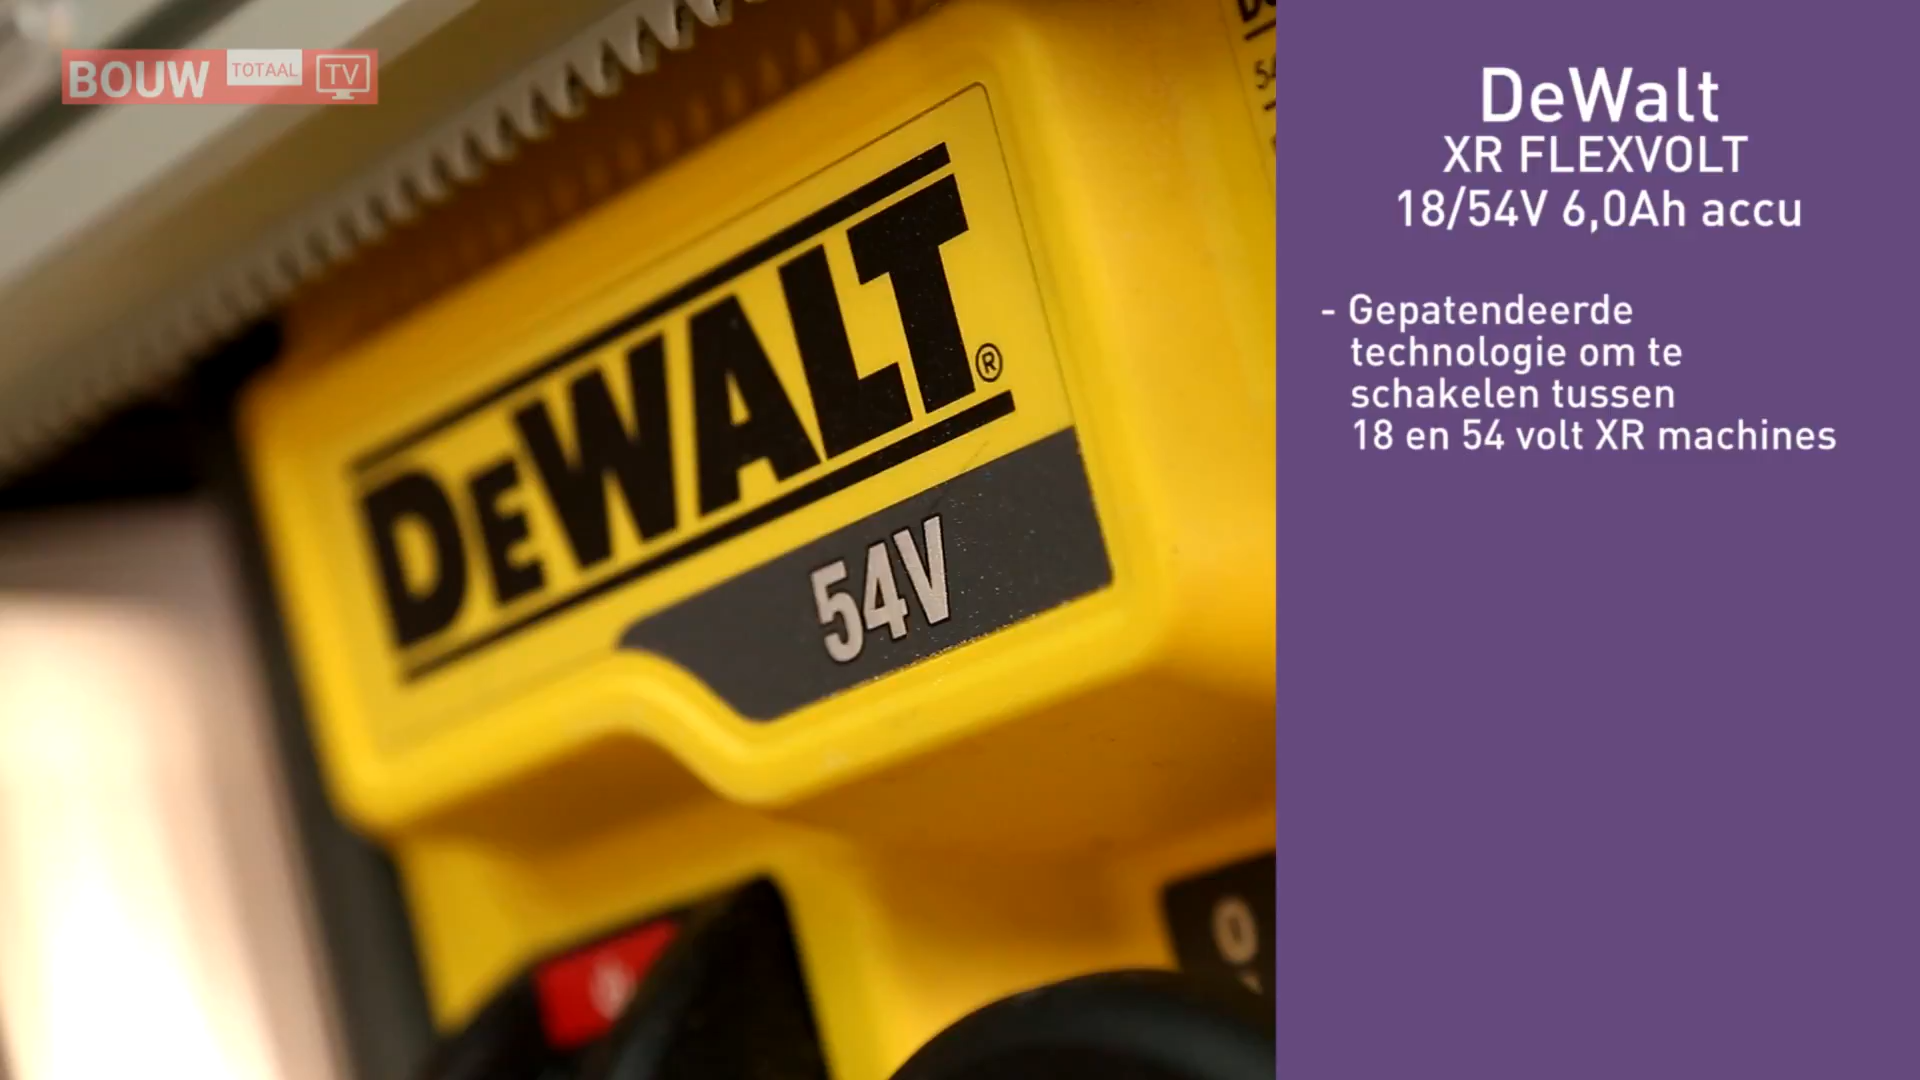 BOUW TOTAAL TV
DEWALT®
54V
0
DeWalt
XR FLEXVOLT
18/54V 6,0Ah accu
- Gepatendeerde
technologie om te
schakelen tussen
18 en 54 volt XR machines